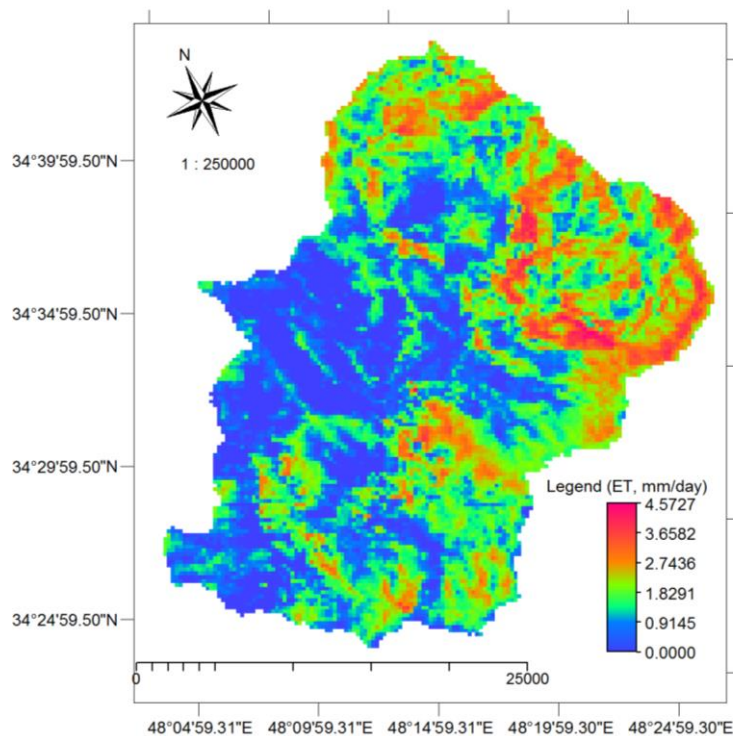 N
1 : 250000
34°39'59.50"N
34°34'59.50"N
34°29'59.50"N
34°24'59.50"N
Legend (ET, mm/day)
4.5727
3.6582
2.7436
1.8291
0.9145
0.0000
0
25000
48°04'59.31"E
48°09'59.31"E
48°14'59.31"E
48°19'59.30"E
48°24'59.30"E